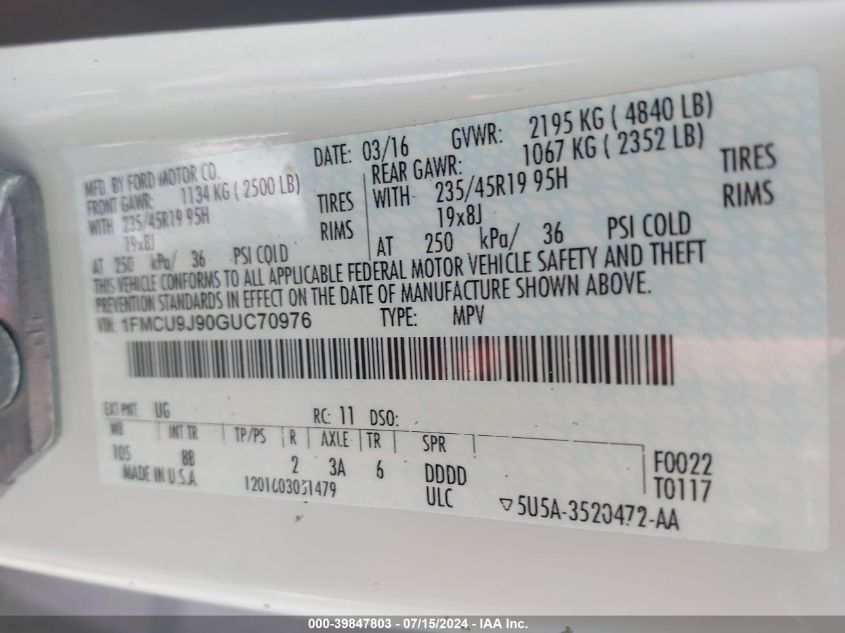 MFD. BY FORD MOTOR CO.
DATE: 03/16 GVWR: 2195 KG ( 4840 LB)
FRONT GAWR: 1134 KG ( 2500 LB)
REAR GAWR: 1067 KG ( 2352 LB)
WITH 235/45R19 95H TIRES
WITH 235/45R19 95H TIRES
19x8J RIMS
19x8J RIMS
AT 250 kPa/ 36 PSI COLD
AT 250 kPa/ 36 PSI COLD
THIS VEHICLE CONFORMS TO ALL APPLICABLE FEDERAL MOTOR VEHICLE SAFETY AND THEFT
PREVENTION STANDARDS IN EFFECT ON THE DATE OF MANUFACTURE SHOWN ABOVE.
VIN: 1FMCU9J90GUC70976 TYPE: MPV
EXT PNT: UG RC: 11 DSO:
WB INT TR TP/PS R AXLE TR SPR
105 BB 2 3A 6 DDDD F0022
MADE IN U.S.A. 1201603031479 ULC T0117
▽5U5A-3520472-AA
000-39847803 - 07/15/2024 - IAA Inc.